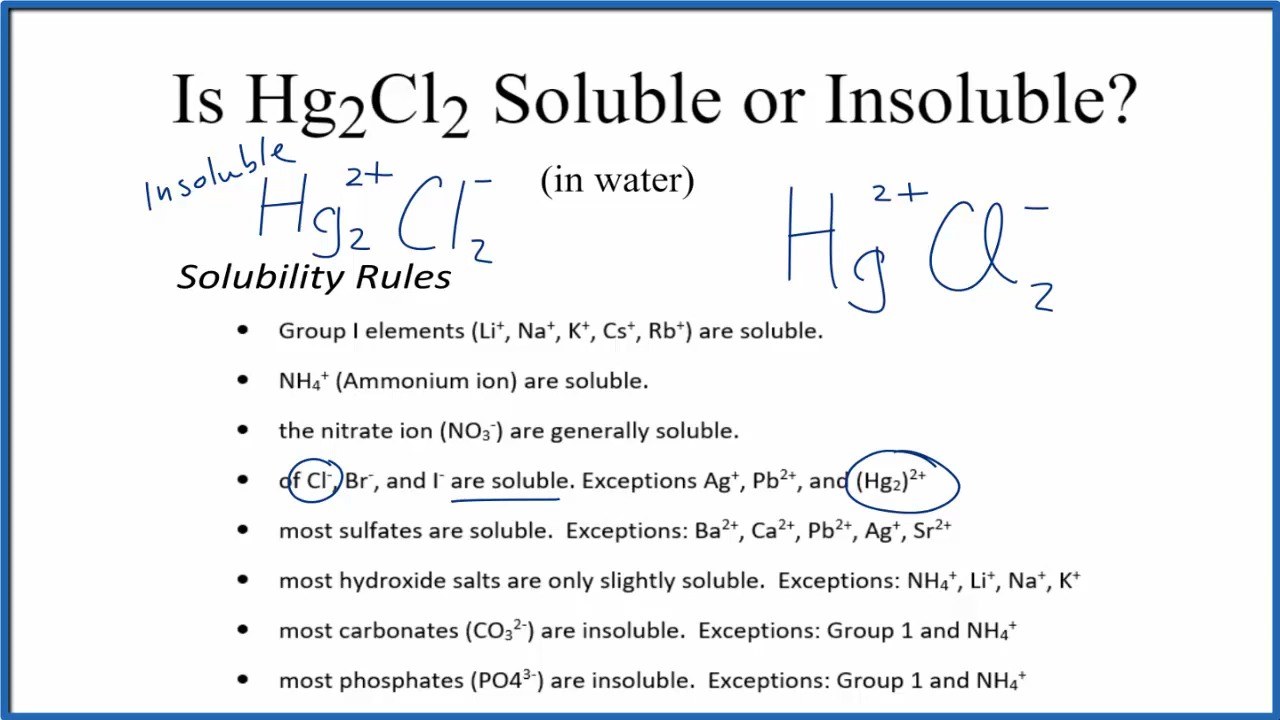 Is Hg₂Cl₂ Soluble or Insoluble?
(in water)
Insoluble
Hg₂²⁺Cl₂⁻
Hg²⁺Cl₂⁻
Solubility Rules
• Group I elements (Li⁺, Na⁺, K⁺, Cs⁺, Rb⁺) are soluble.
• NH₄⁺ (Ammonium ion) are soluble.
• the nitrate ion (NO₃⁻) are generally soluble.
• of Cl⁻, Br⁻, and I⁻ are soluble. Exceptions Ag⁺, Pb²⁺, and (Hg₂)²⁺
• most sulfates are soluble. Exceptions: Ba²⁺, Ca²⁺, Pb²⁺, Ag⁺, Sr²⁺
• most hydroxide salts are only slightly soluble. Exceptions: NH₄⁺, Li⁺, Na⁺, K⁺
• most carbonates (CO₃²⁻) are insoluble. Exceptions: Group 1 and NH₄⁺
• most phosphates (PO4³⁻) are insoluble. Exceptions: Group 1 and NH₄⁺